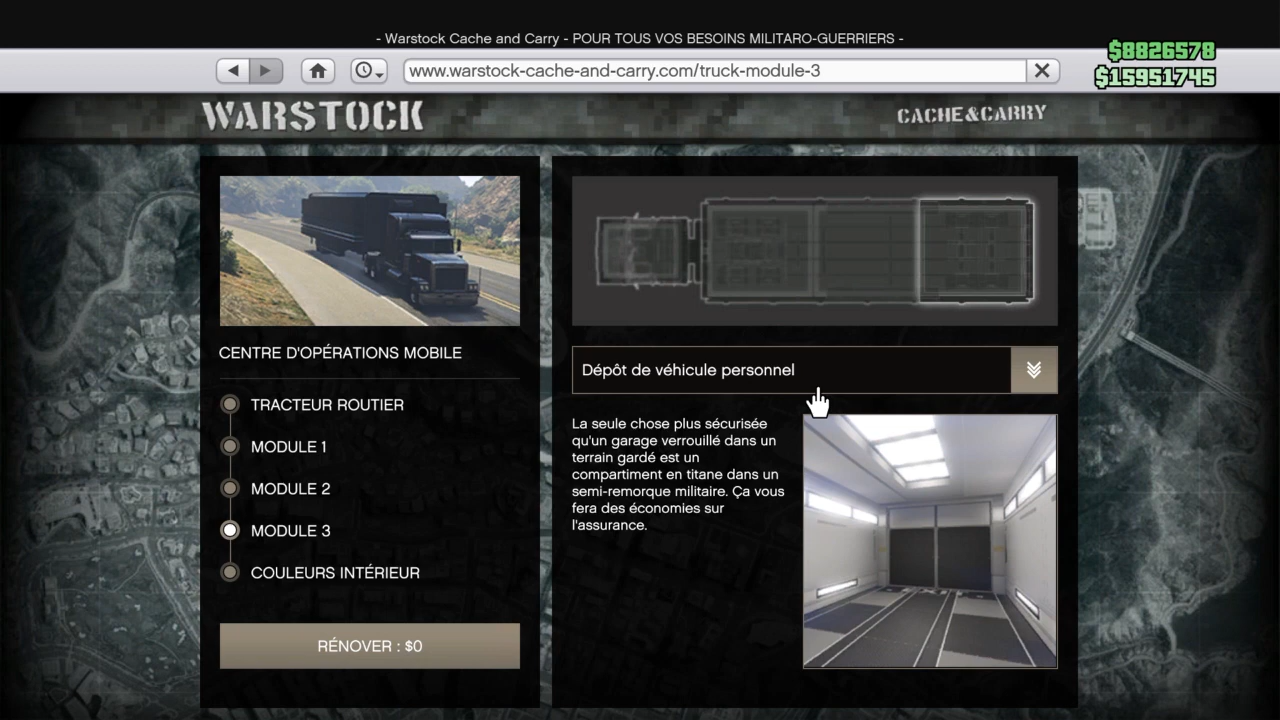 - Warstock Cache and Carry - POUR TOUS VOS BESOINS MILITARO-GUERRIERS -
$8826578
www.warstock-cache-and-carry.com/truck-module-3
$15951745
WARSTOCK
CACHE&CARRY
CENTRE D'OPÉRATIONS MOBILE
TRACTEUR ROUTIER
MODULE 1
MODULE 2
MODULE 3
COULEURS INTÉRIEUR
RÉNOVER : $0
Dépôt de véhicule personnel
La seule chose plus sécurisée
qu'un garage verrouillé dans un
terrain gardé est un
compartiment en titane dans un
semi-remorque militaire. Ça vous
fera des économies sur
l'assurance.